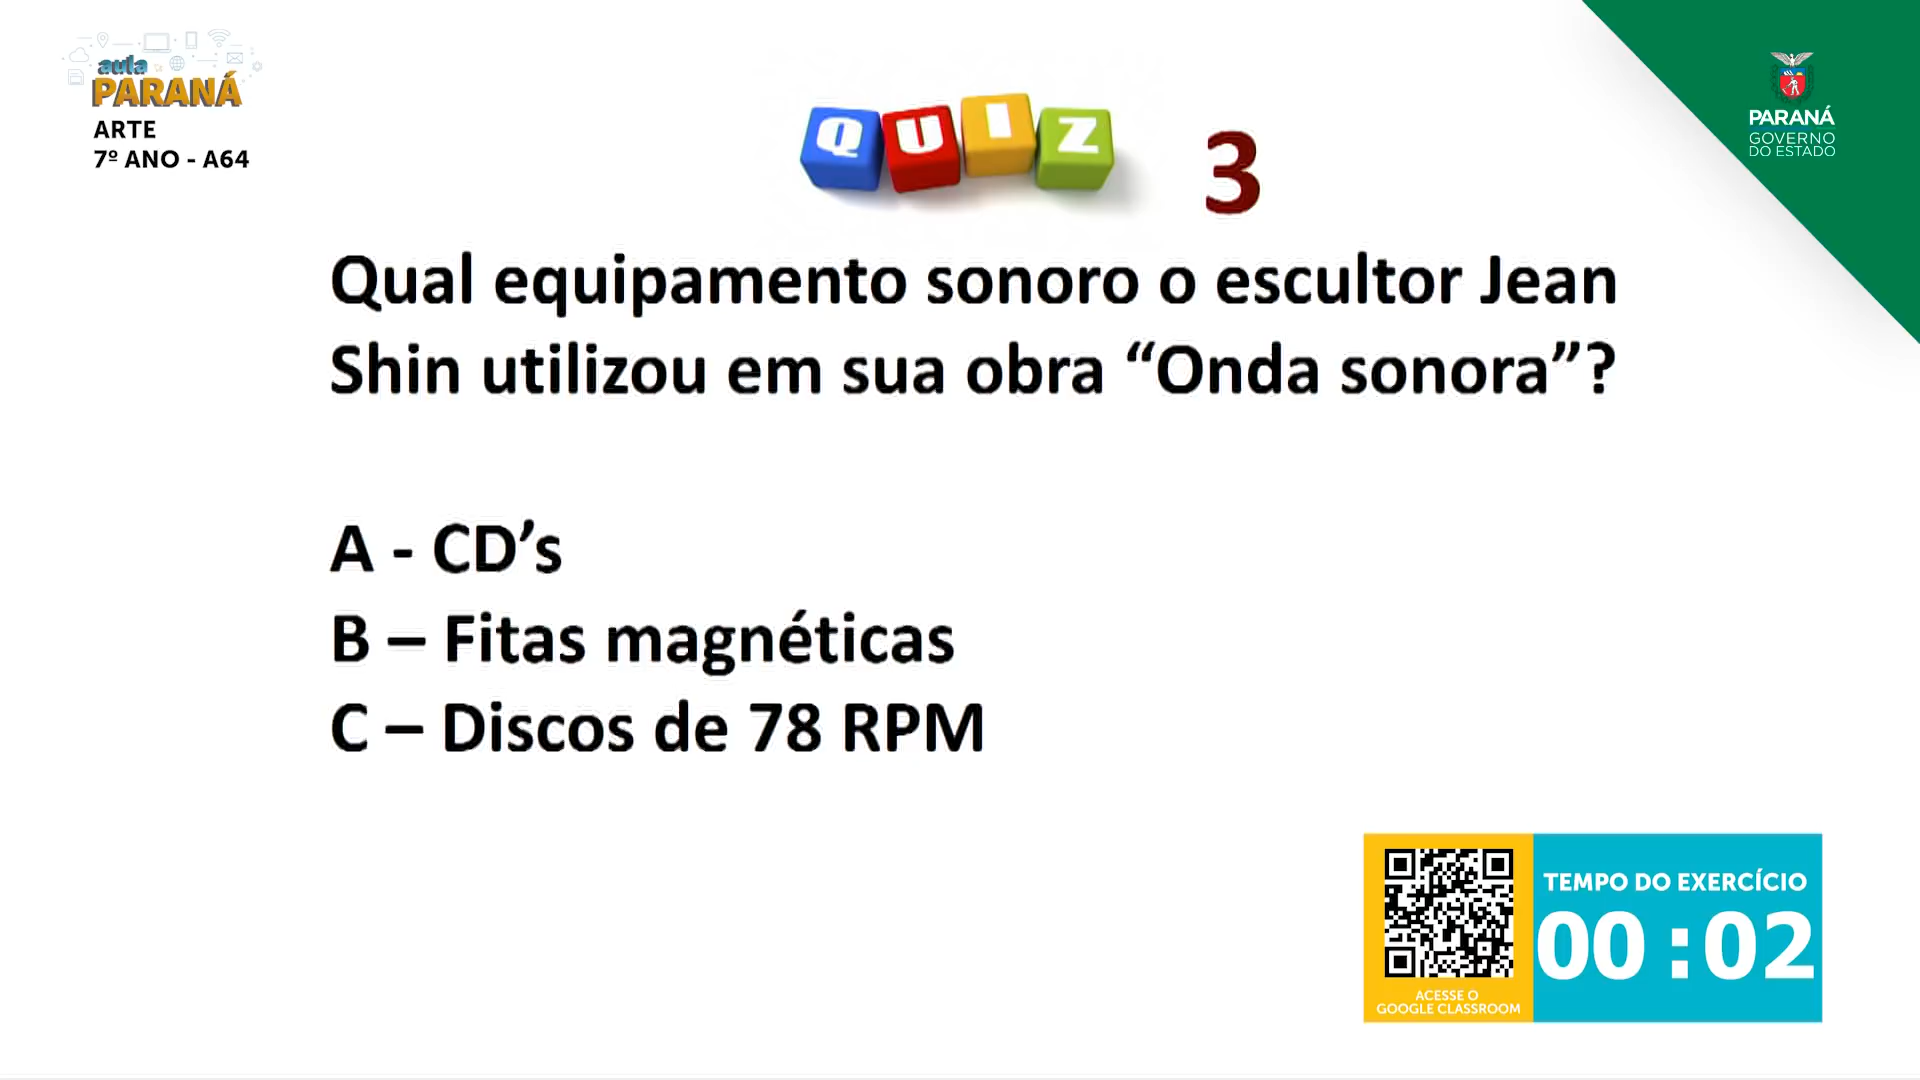 aula
PARANÁ
ARTE
7º ANO - A64
QUIZ
3
PARANÁ
GOVERNO
DO ESTADO
Qual equipamento sonoro o escultor Jean
Shin utilizou em sua obra “Onda sonora”?
A - CD’s
B – Fitas magnéticas
C – Discos de 78 RPM
TEMPO DO EXERCÍCIO
00:02
ACESSE O
GOOGLE CLASSROOM